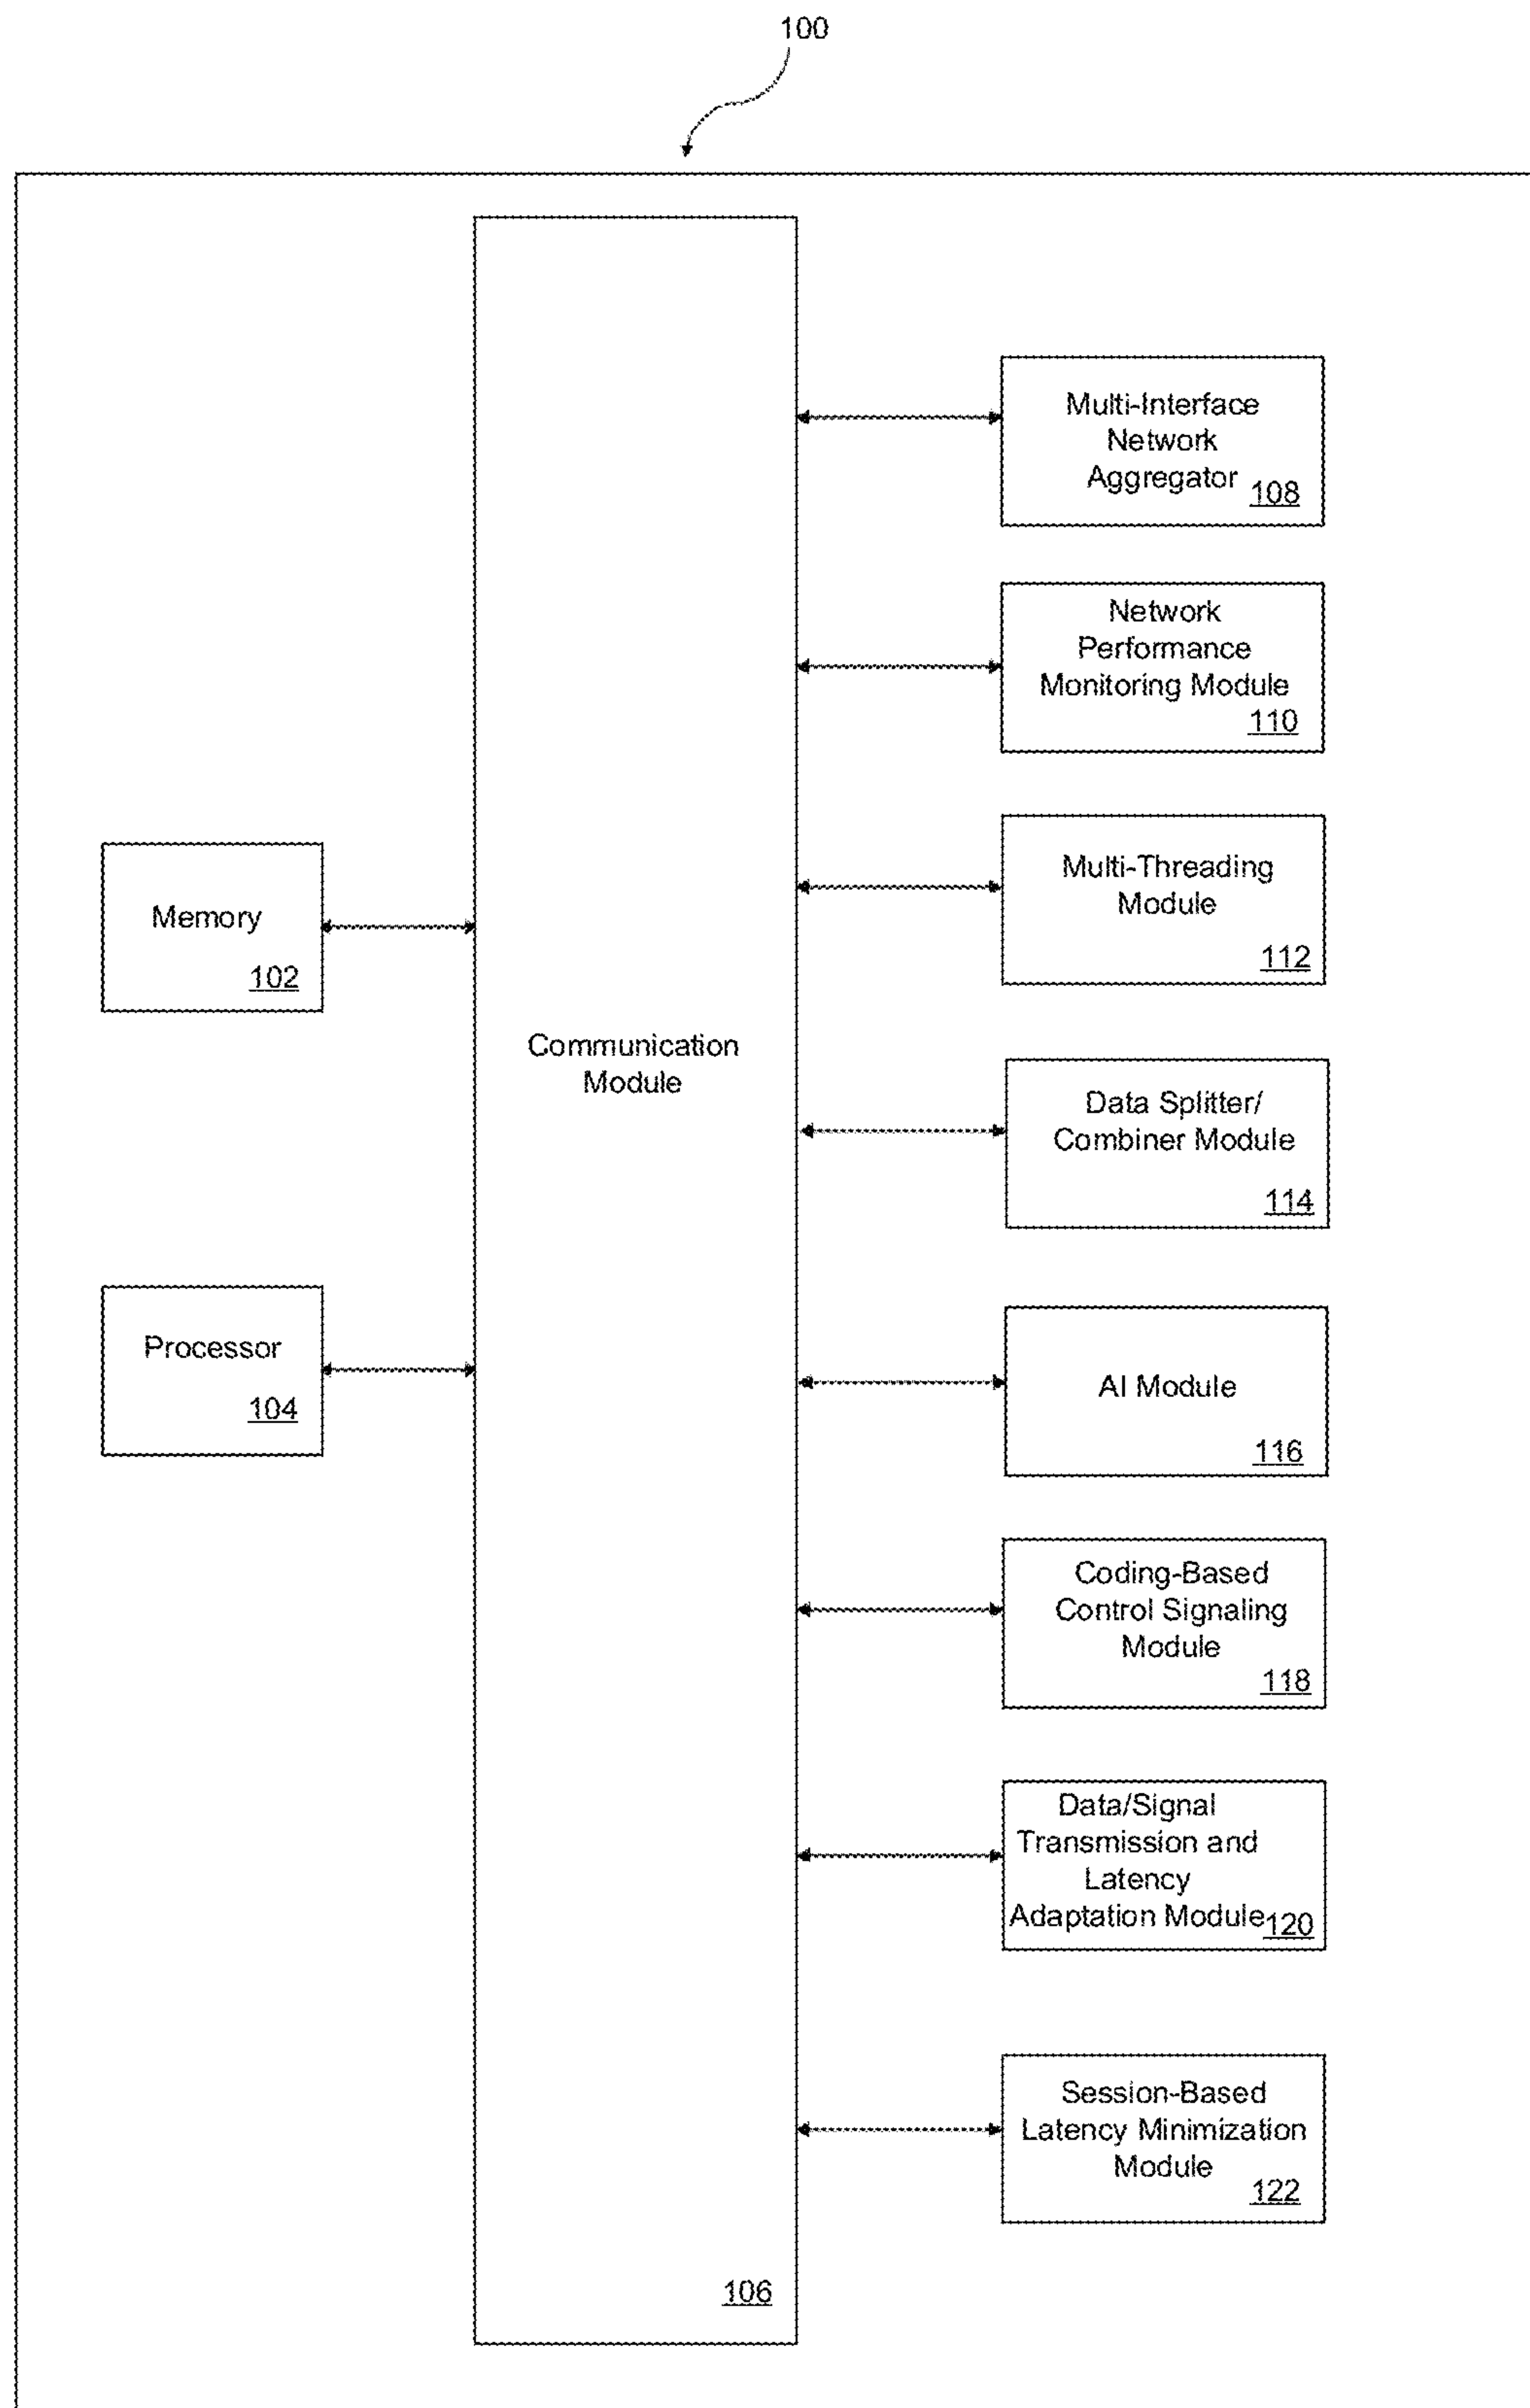 100
Multi-Interface
Network
Aggregator
108
Network
Performance
Monitoring Module
110
Multi-Threading
Module
112
Memory
102
Communication
Module
Data Splitter/
Combiner Module
114
Processor
104
AI Module
116
Coding-Based
Control Signaling
Module
118
Data/Signal
Transmission and
Latency
Adaptation Module
120
Session-Based
Latency Minimization
Module
122
106